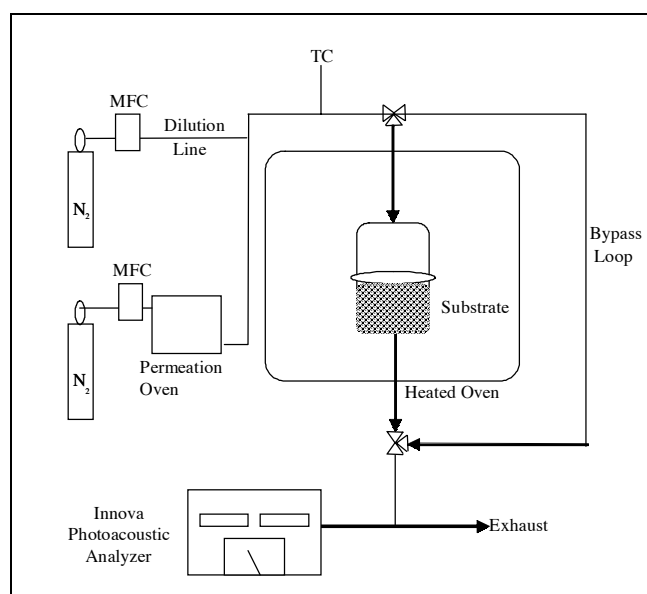 TC
MFC
Dilution
Line
N2
Bypass
Loop
MFC
Substrate
N2
Permeation
Oven
Heated Oven
Innova
Photoacoustic
Analyzer
Exhaust